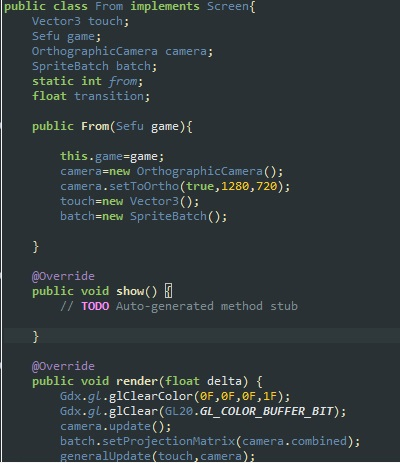 public class From implements Screen{
Vector3 touch;
Sefu game;
OrthographicCamera camera;
SpriteBatch batch;
static int from;
float transition;
public From(Sefu game){
this.game=game;
camera=new OrthographicCamera();
camera.setToOrtho(true,1280,720);
touch=new Vector3();
batch=new SpriteBatch();
}
@Override
public void show() {
// TODO Auto-generated method stub
}
@Override
public void render(float delta) {
Gdx.gl.glClearColor(0F,0F,0F,1F);
Gdx.gl.glClear(GL20.GL_COLOR_BUFFER_BIT);
camera.update();
batch.setProjectionMatrix(camera.combined);
generalUpdate(touch,camera);